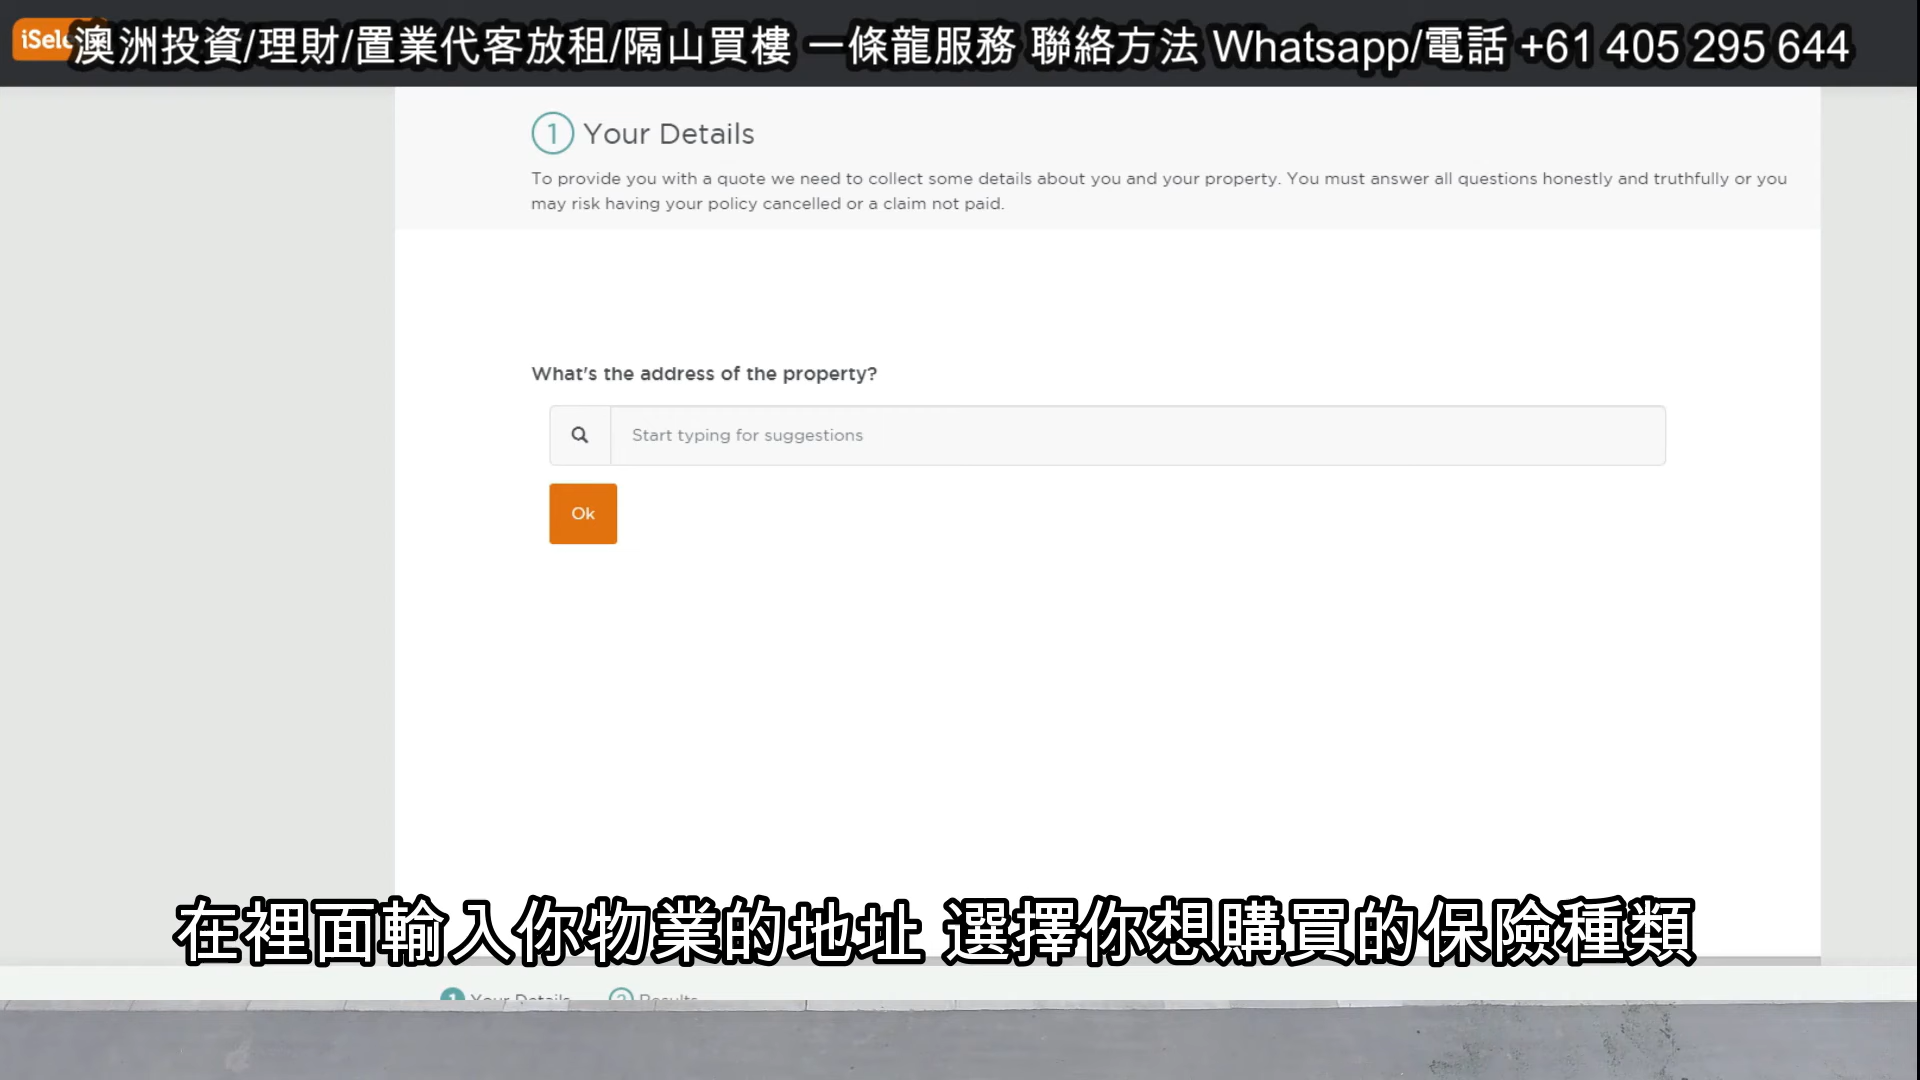 澳洲投資/理財/置業代客放租/隔山買樓 一條龍服務 聯絡方法 Whatsapp/電話 +61 405 295 644
1 Your Details
To provide you with a quote we need to collect some details about you and your property. You must answer all questions honestly and truthfully or you
may risk having your policy cancelled or a claim not paid.
What's the address of the property?
Start typing for suggestions
Ok
在裡面輸入你物業的地址 選擇你想購買的保險種類
1 Your Details 2 Results